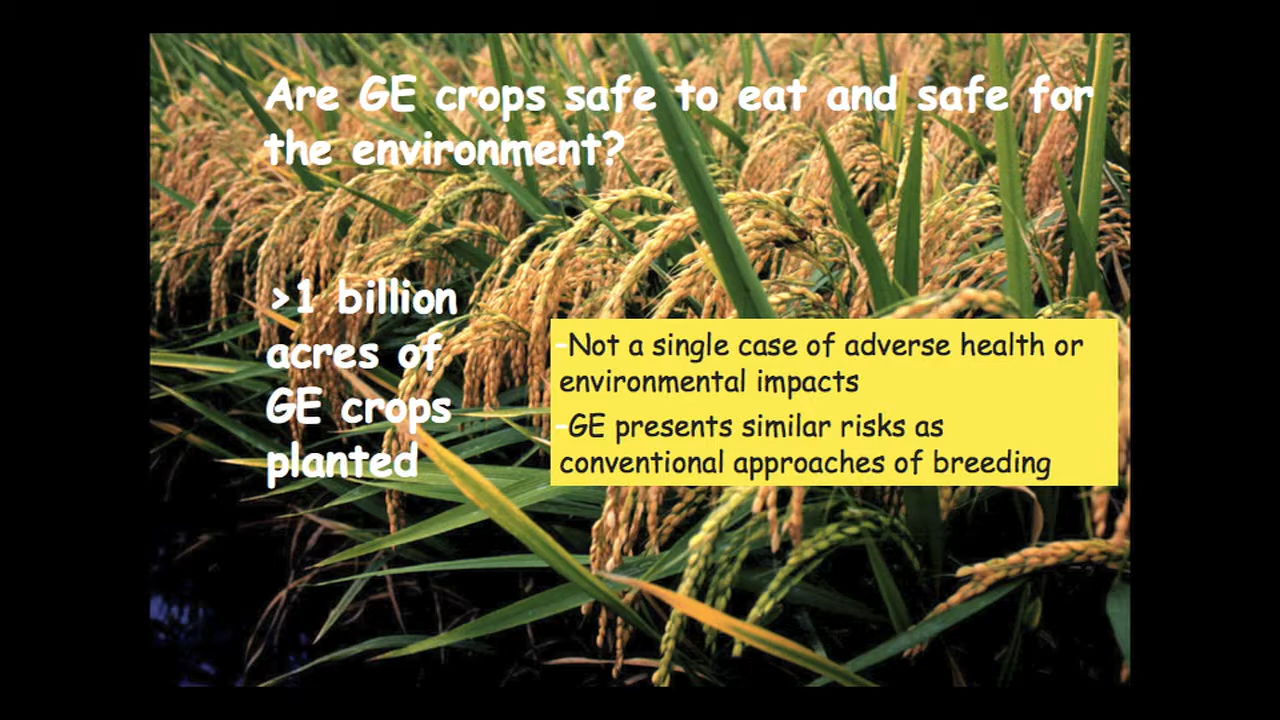 Are GE crops safe to eat and safe for
the environment?
>1 billion
acres of
GE crops
planted
-Not a single case of adverse health or
environmental impacts
-GE presents similar risks as
conventional approaches of breeding